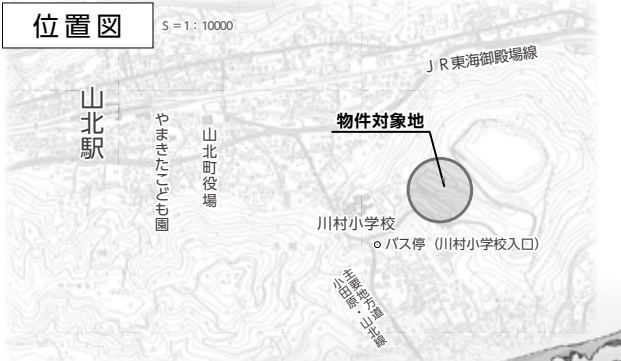 位置図
S=1:10000
JR東海御殿場線
山北駅
やまきたこども園
山北町役場
物件対象地
川村小学校
バス停（川村小学校入口）
主要地方道
小田原・山北線